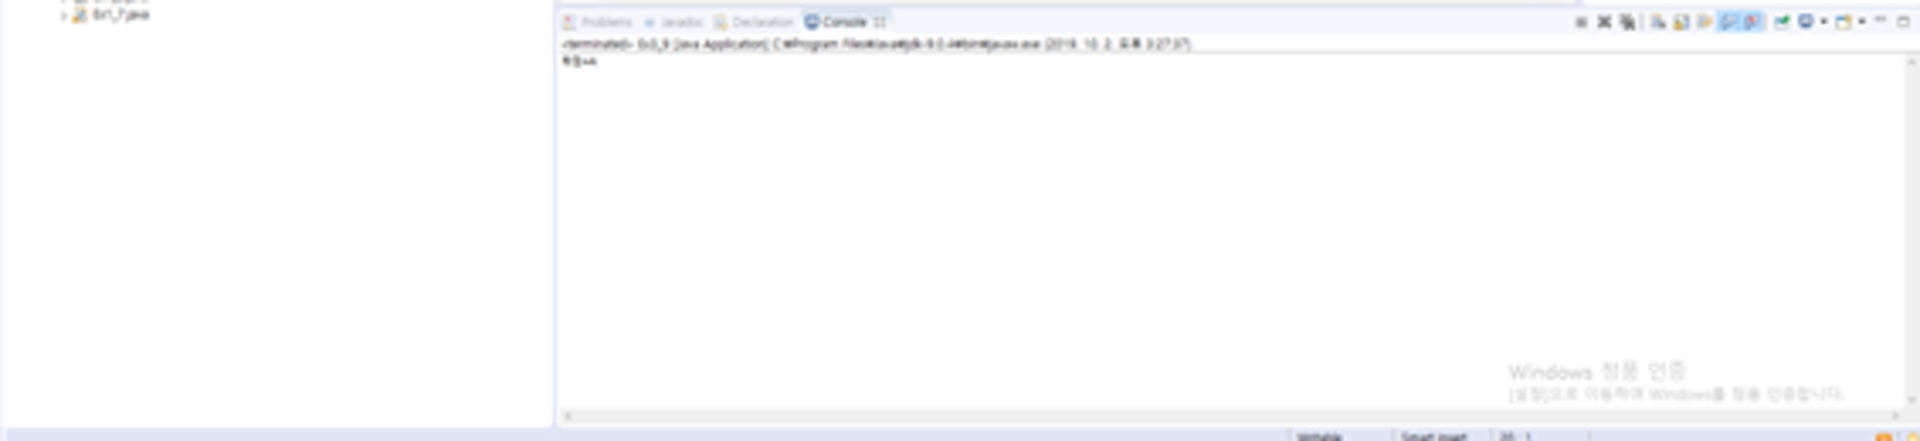 Ex1_7.java
Problems Javadoc Declaration Console
<terminated> Ex3_9 [Java Application] C:₩Program Files₩Java₩jdk-9.0.4₩bin₩javaw.exe (2019. 10. 2. 오후 3:27:37)
Windows 정품 인증
[설정]으로 이동하여 Windows를 정품 인증합니다.
Writable Smart Insert 20 : 1